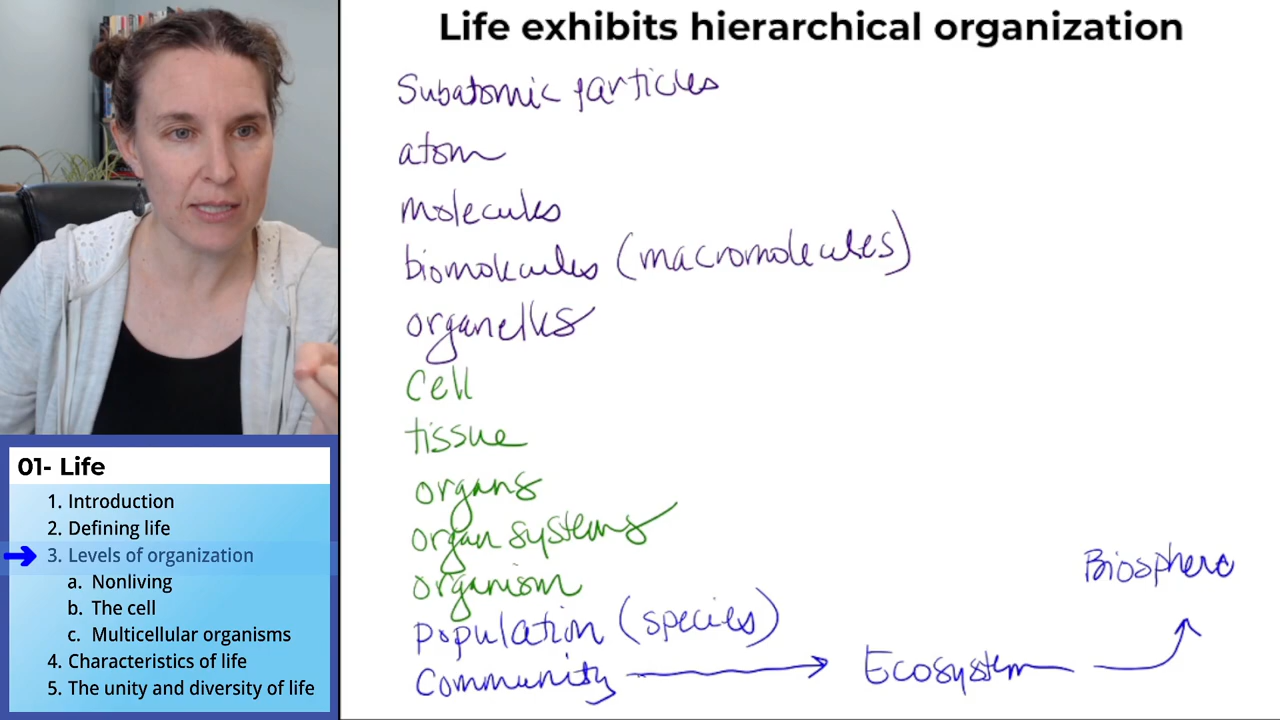 Life exhibits hierarchical organization
Subatomic particles
atom
molecules
biomolecules (macromolecules)
organelles
Cell
tissue
organs
organ systems
organism
population (species)
Community → Ecosystem → Biosphere
01- Life
1. Introduction
2. Defining life
3. Levels of organization
a. Nonliving
b. The cell
c. Multicellular organisms
4. Characteristics of life
5. The unity and diversity of life